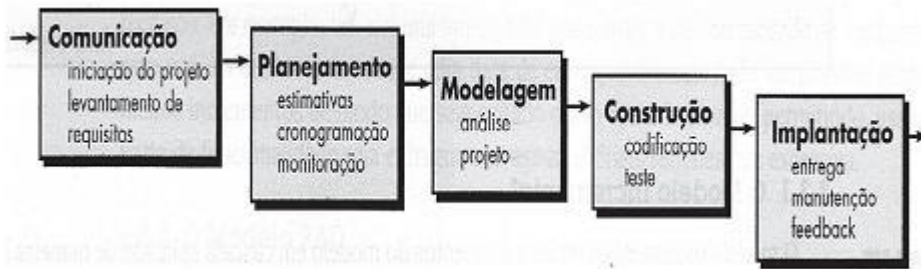 Comunicação
iniciação do projeto
levantamento de
requisitos
Planejamento
estimativas
cronogramação
monitoração
Modelagem
análise
projeto
Construção
codificação
teste
Implantação
entrega
manutenção
feedback